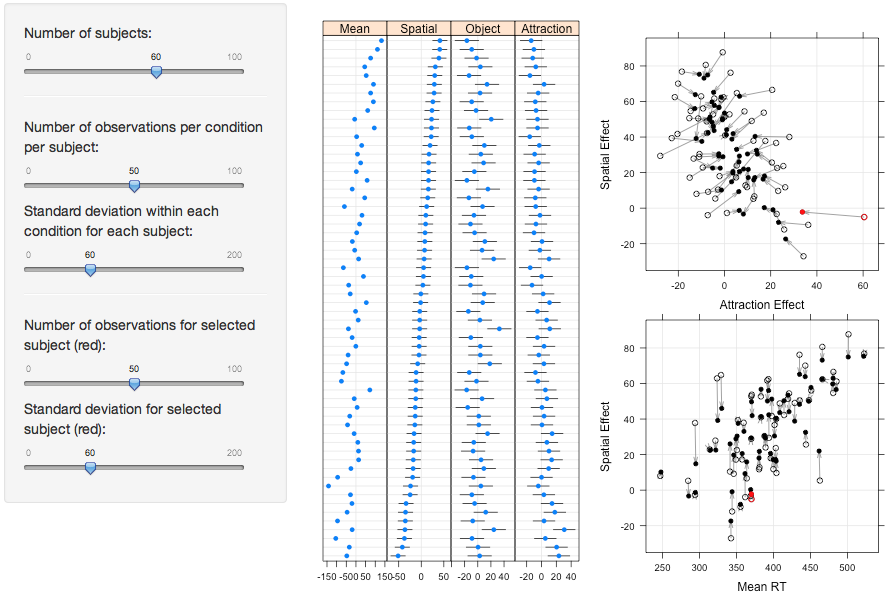 Number of subjects:
0 60 100
Number of observations per condition
per subject:
0 50 100
Standard deviation within each
condition for each subject:
0 60 200
Number of observations for selected
subject (red):
0 50 100
Standard deviation for selected
subject (red):
0 60 200
Mean Spatial Object Attraction
-150 -50 0 50 150 -50 0 50 -20 0 20 40 -20 0 20 40
80
60
40
20
0
-20
Spatial Effect
-20 0 20 40 60
Attraction Effect
80
60
40
20
0
-20
Spatial Effect
250 300 350 400 450 500
Mean RT